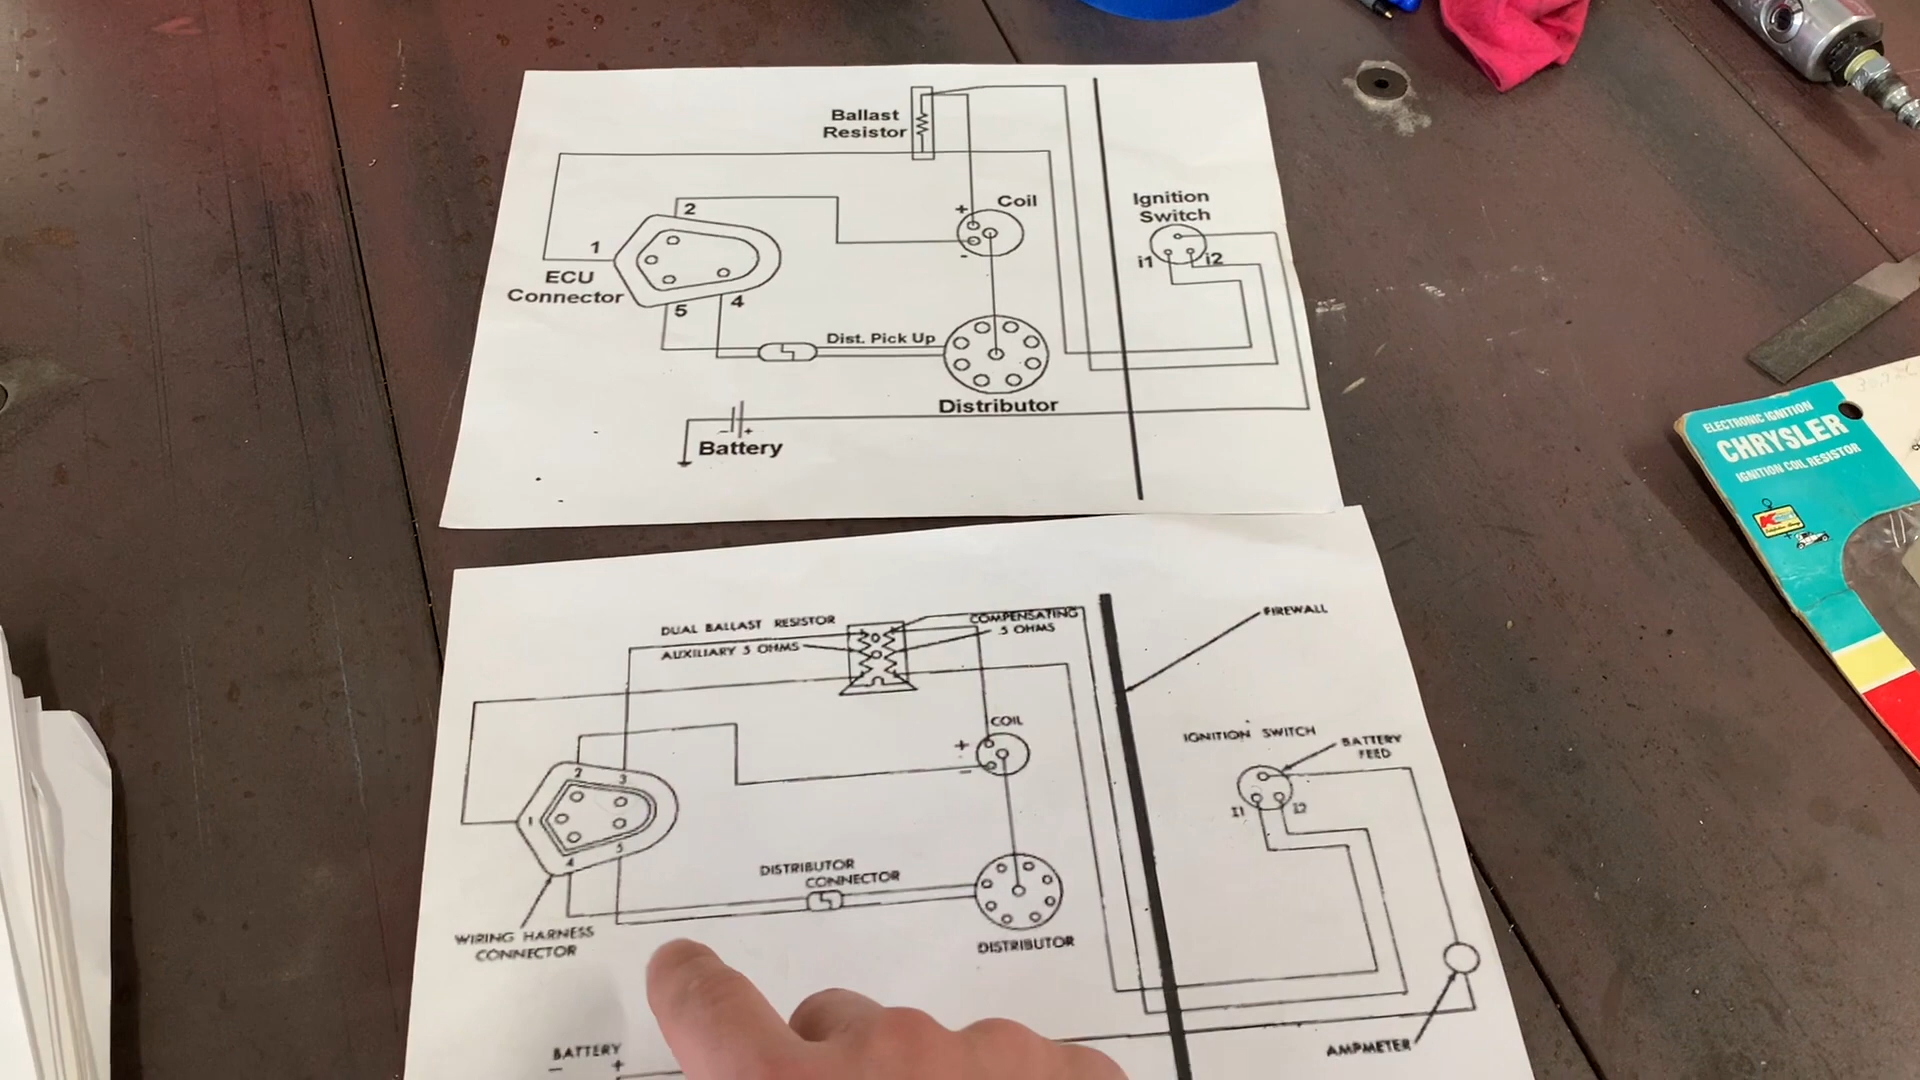 Ballast
Resistor
Coil
+
-
Ignition
Switch
i1
i2
2
1
ECU
Connector
5
4
Dist. Pick Up
Distributor
- +
Battery
ELECTRONIC IGNITION
CHRYSLER
IGNITION COIL RESISTOR
K
DUAL BALLAST RESISTOR
AUXILIARY 5 OHMS
COMPENSATING
.5 OHMS
FIREWALL
COIL
+
-
IGNITION SWITCH
BATTERY
FEED
I1
I2
2
3
1
4
5
DISTRIBUTOR
CONNECTOR
WIRING HARNESS
CONNECTOR
DISTRIBUTOR
AMPMETER
BATTERY
- +